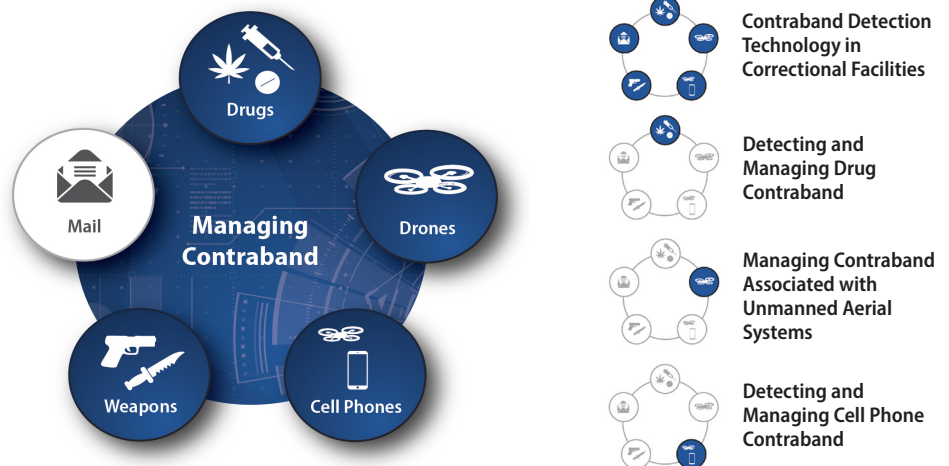 Drugs
Mail
Managing
Contraband
Drones
Weapons
Cell Phones
Contraband Detection
Technology in
Correctional Facilities
Detecting and
Managing Drug
Contraband
Managing Contraband
Associated with
Unmanned Aerial
Systems
Detecting and
Managing Cell Phone
Contraband